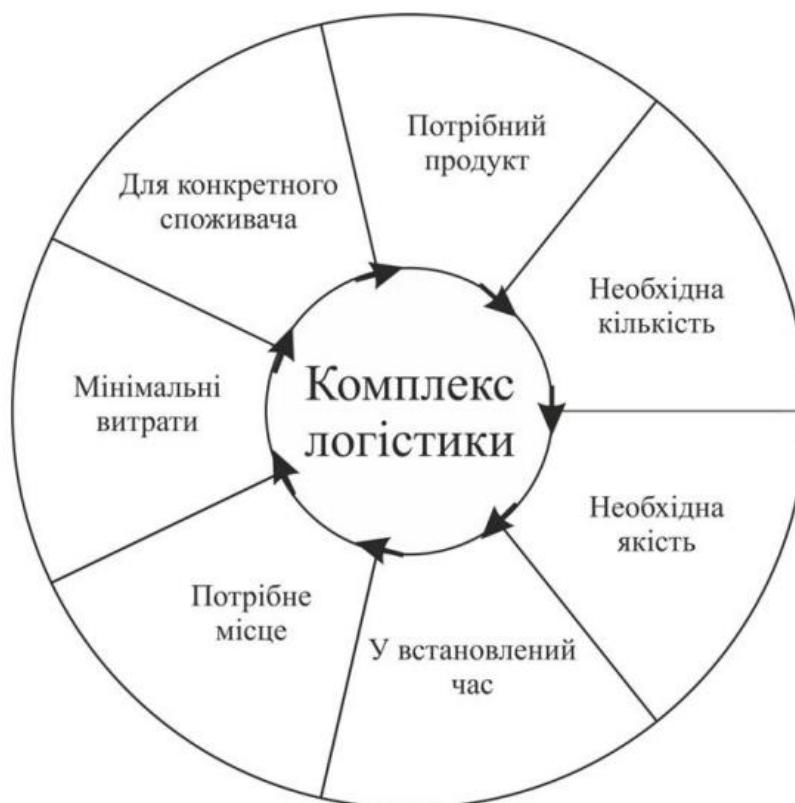 Потрібний
продукт
Необхідна
кількість
Необхідна
якість
У встановлений
час
Потрібне
місце
Мінімальні
витрати
Для конкретного
споживача
Комплекс
логістики